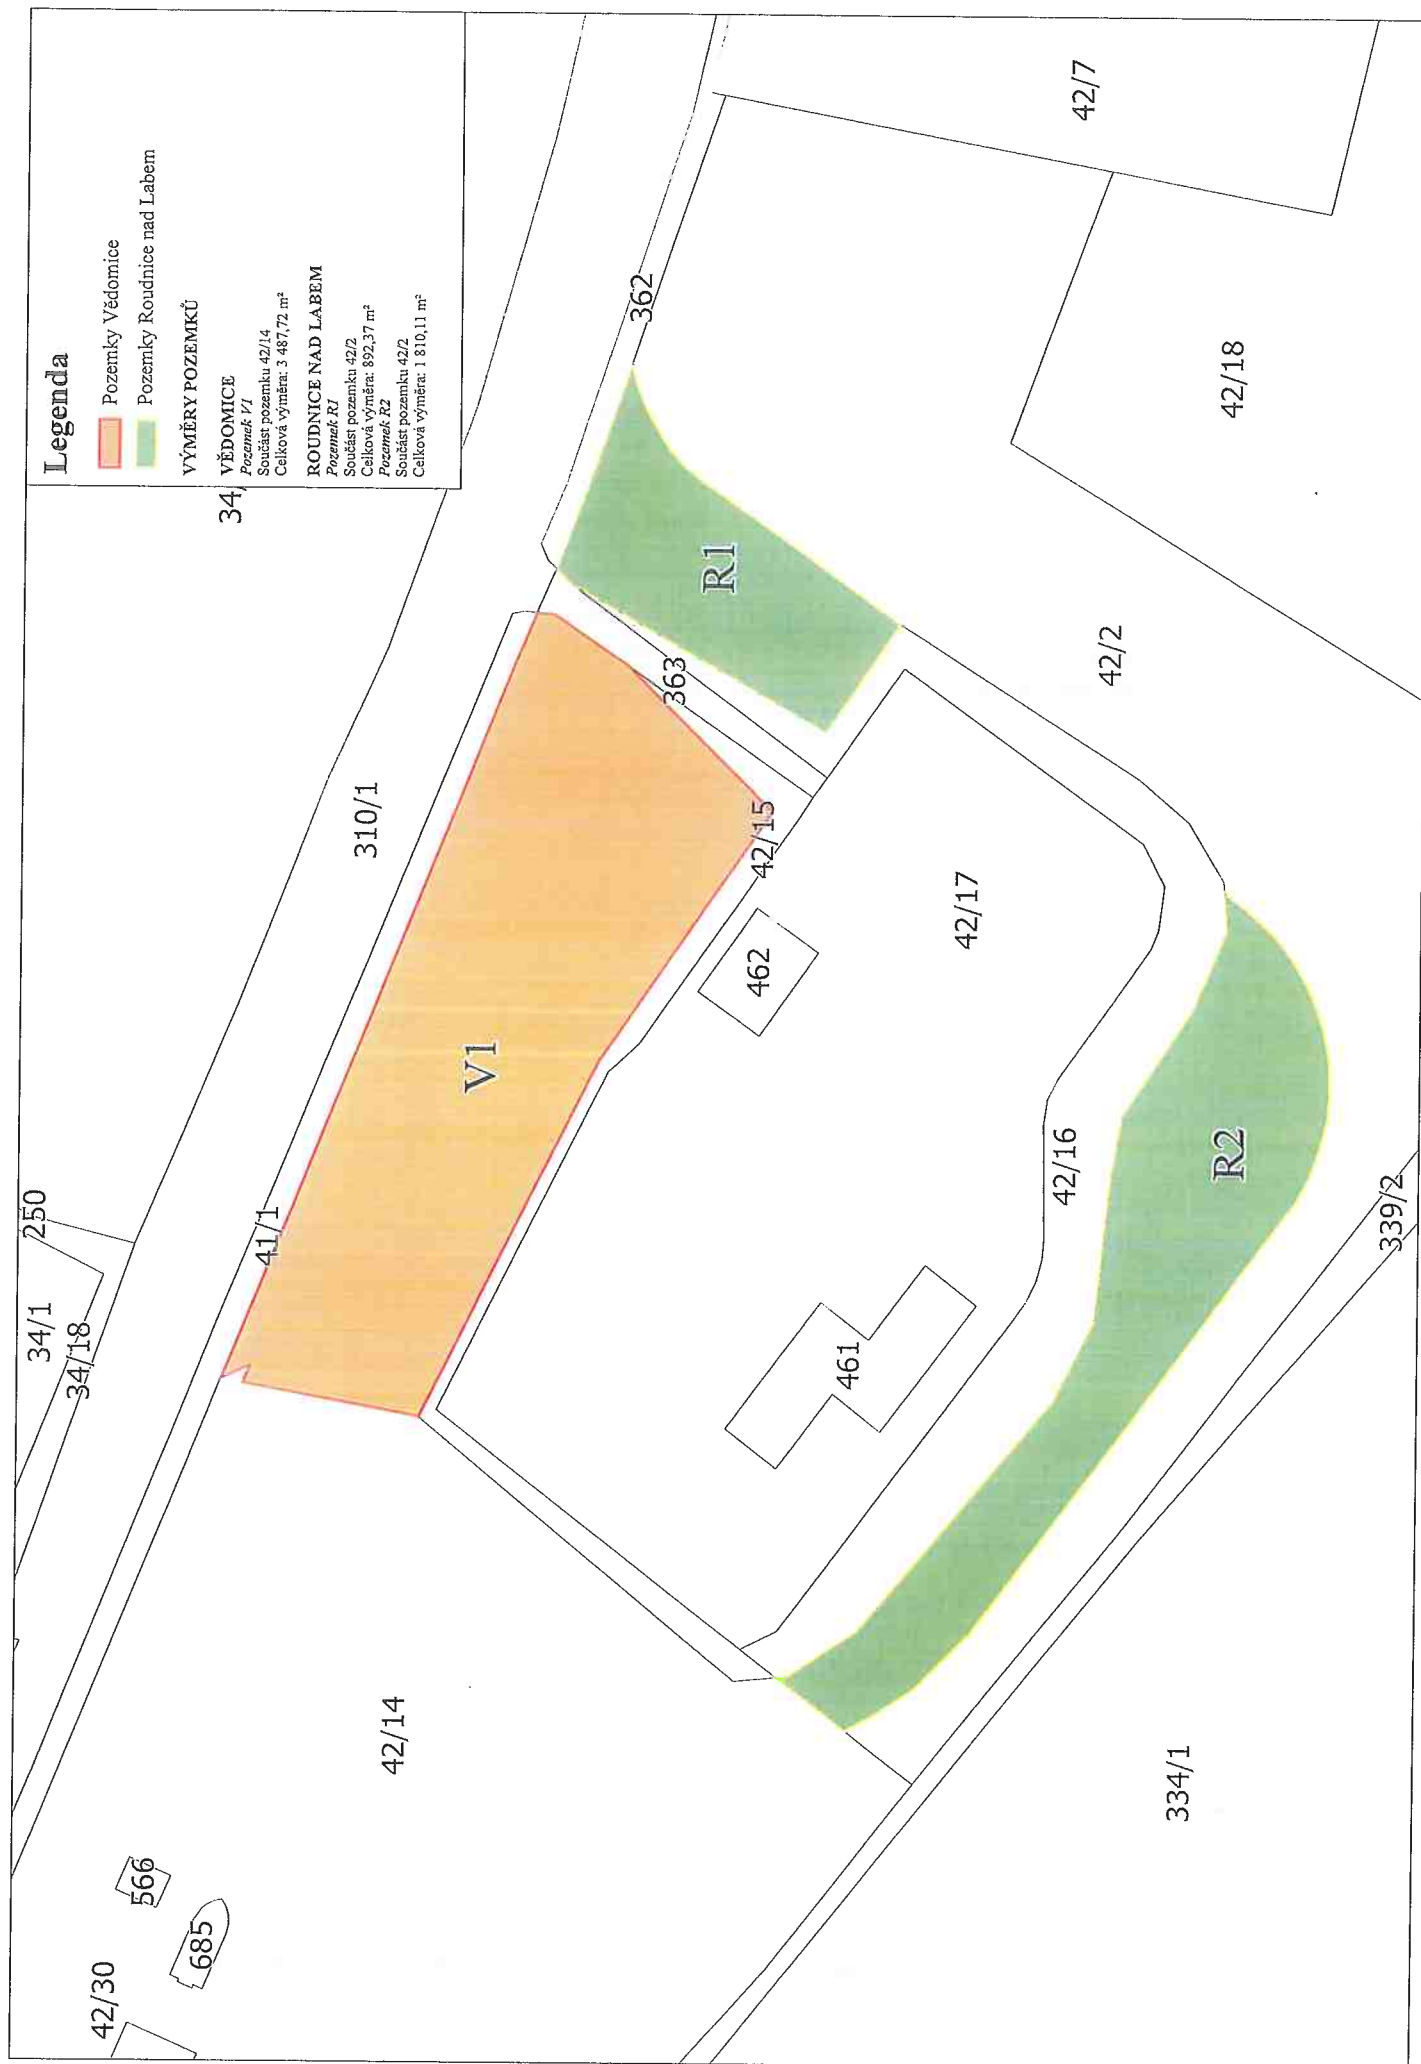 Legenda
Pozemky Vědomice
Pozemky Roudnice nad Labem
VÝMĚRY POZEMKŮ
VĚDOMICE
Pozemek V1
Součást pozemku 42/14
Celková výměra: 3 487,72 m²
ROUDNICE NAD LABEM
Pozemek R1
Součást pozemku 42/2
Celková výměra: 892,37 m²
Pozemek R2
Součást pozemku 42/2
Celková výměra: 1 810,11 m²
34/1
250
34/18
34/
42/30
566
685
41/1
310/1
42/14
V1
362
363
R1
42/15
462
42/7
461
42/17
42/16
42/2
42/18
R2
334/1
339/2